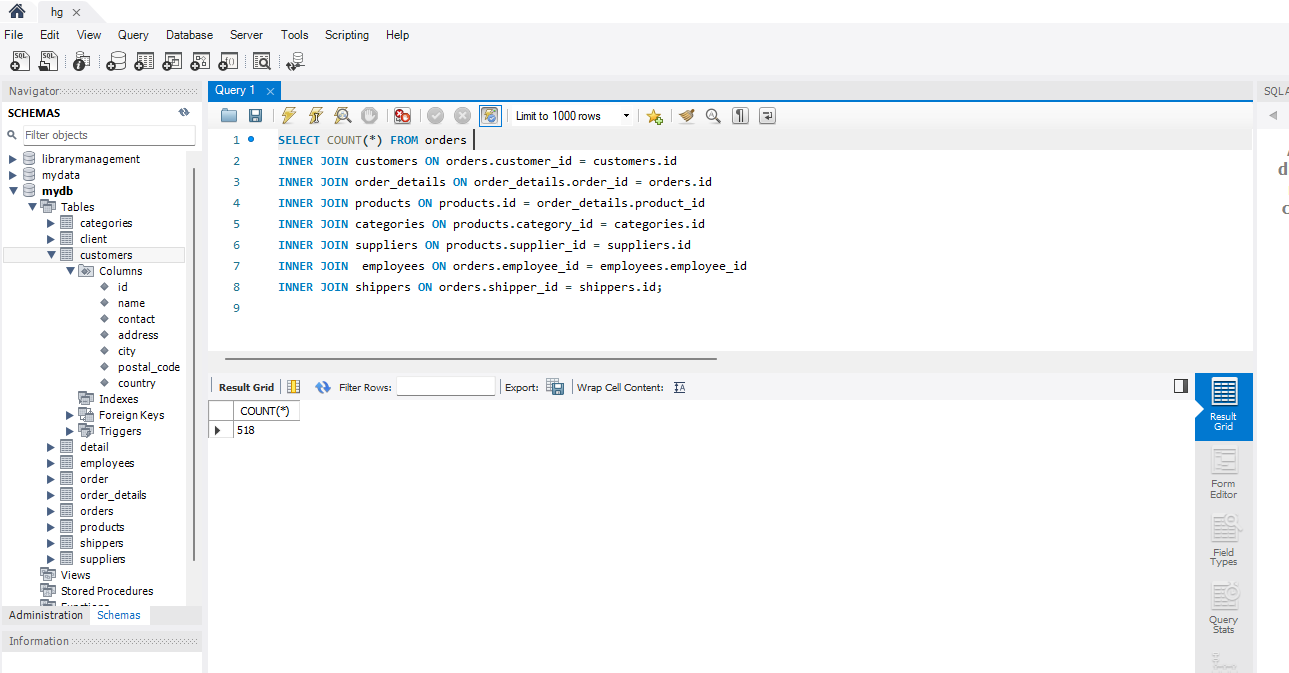 hg
File Edit View Query Database Server Tools Scripting Help
Navigator
SCHEMAS
Filter objects
librarymanagement
mydata
mydb
Tables
categories
client
customers
Columns
id
name
contact
address
city
postal_code
country
Indexes
Foreign Keys
Triggers
detail
employees
order
order_details
orders
products
shippers
suppliers
Views
Stored Procedures
Functions
Administration Schemas
Information
Query 1
Limit to 1000 rows
1 SELECT COUNT(*) FROM orders
2 INNER JOIN customers ON orders.customer_id = customers.id
3 INNER JOIN order_details ON order_details.order_id = orders.id
4 INNER JOIN products ON products.id = order_details.product_id
5 INNER JOIN categories ON products.category_id = categories.id
6 INNER JOIN suppliers ON products.supplier_id = suppliers.id
7 INNER JOIN  employees ON orders.employee_id = employees.employee_id
8 INNER JOIN shippers ON orders.shipper_id = shippers.id;
9
Result Grid Filter Rows: Export: Wrap Cell Content:
COUNT(*)
518
Result
Grid
Form
Editor
Field
Types
Query
Stats
SQL